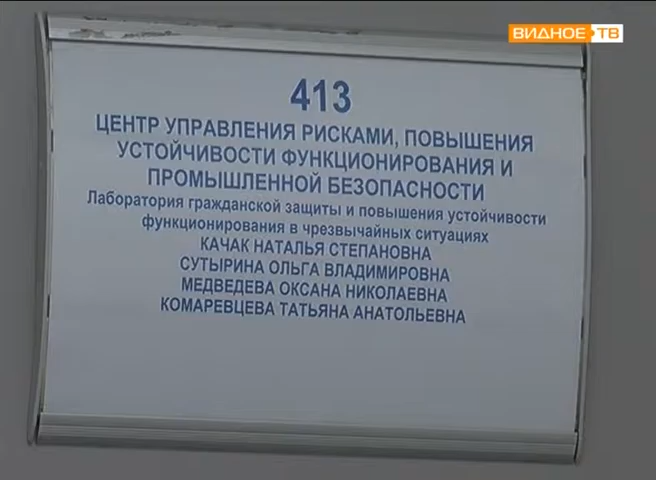 ВИДНОЕ ТВ
413
ЦЕНТР УПРАВЛЕНИЯ РИСКАМИ, ПОВЫШЕНИЯ
УСТОЙЧИВОСТИ ФУНКЦИОНИРОВАНИЯ И
ПРОМЫШЛЕННОЙ БЕЗОПАСНОСТИ
Лаборатория гражданской защиты и повышения устойчивости
функционирования в чрезвычайных ситуациях
КАЧАК НАТАЛЬЯ СТЕПАНОВНА
СУТЫРИНА ОЛЬГА ВЛАДИМИРОВНА
МЕДВЕДЕВА ОКСАНА НИКОЛАЕВНА
КОМАРЕВЦЕВА ТАТЬЯНА АНАТОЛЬЕВНА